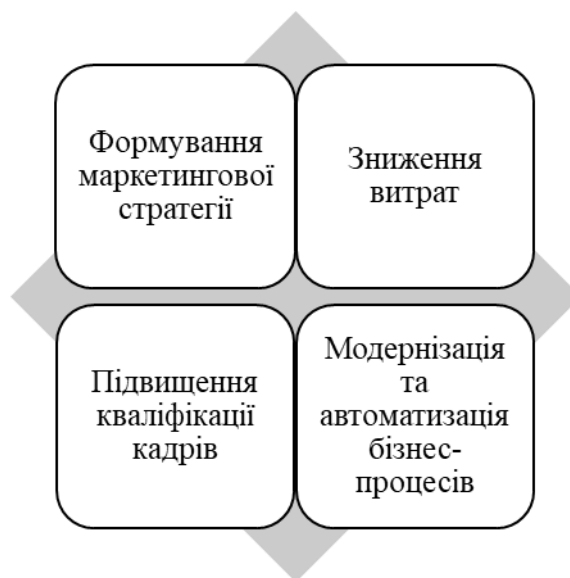 Формування
маркетингової
стратегії
Зниження
витрат
Підвищення
кваліфікації
кадрів
Модернізація
та
автоматизація
бізнес-
процесів